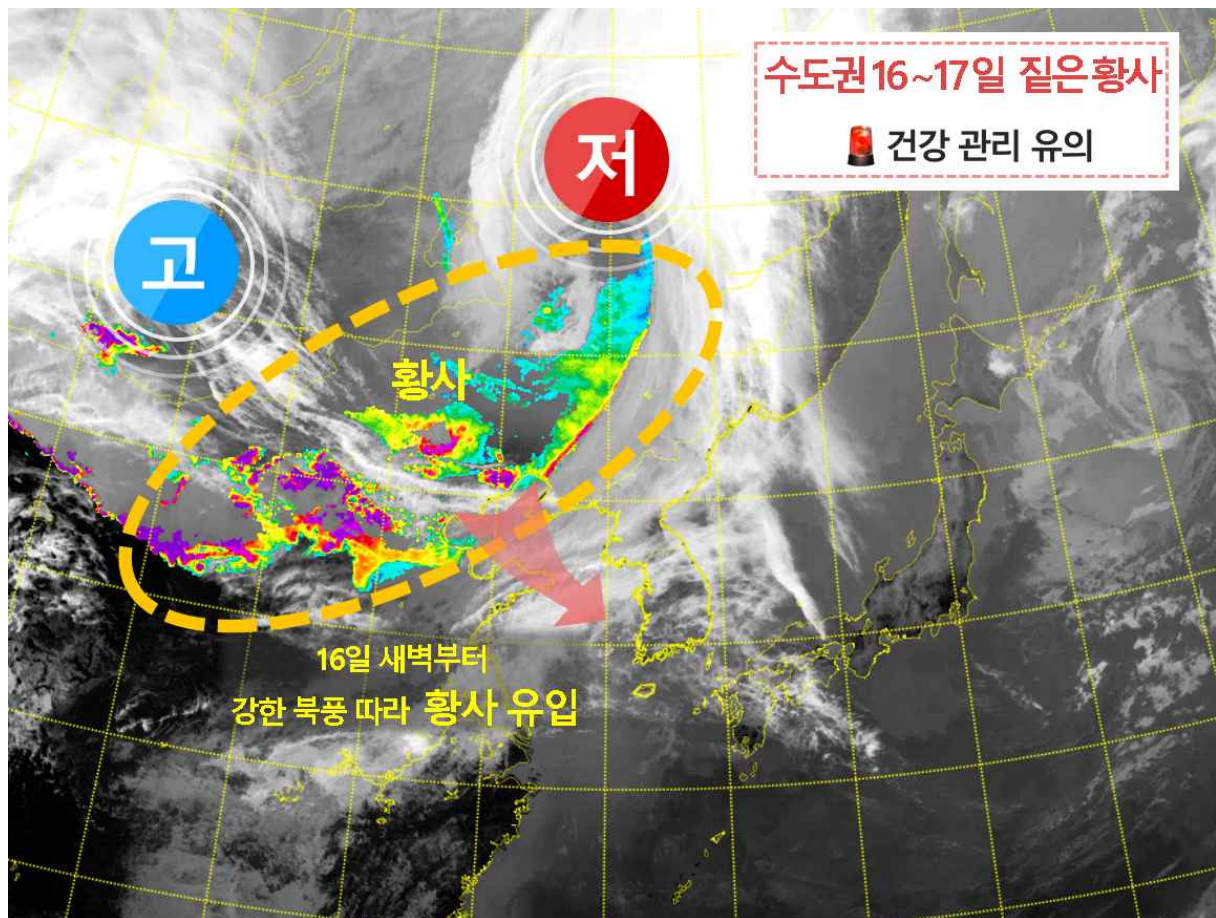 수도권 16~17일 짙은 황사
건강 관리 유의
저
고
황사
16일 새벽부터
강한 북풍 따라 황사 유입